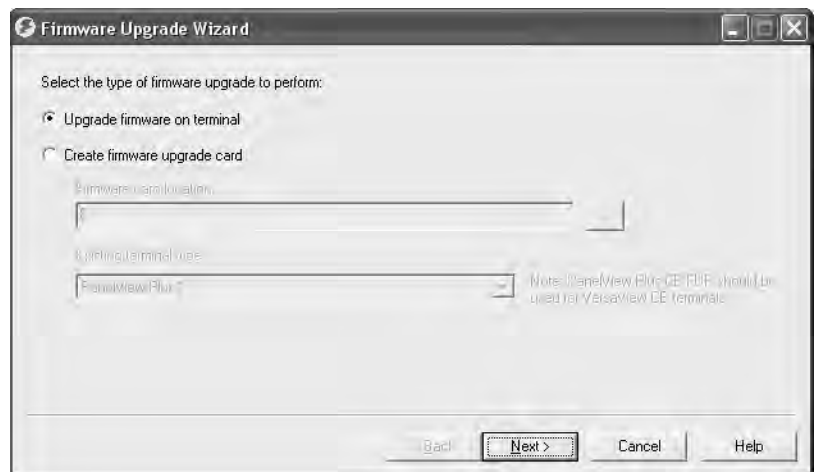 Firmware Upgrade Wizard
Select the type of firmware upgrade to perform:
Upgrade firmware on terminal
Create firmware upgrade card
Firmware card location:
Existing terminal type:
PanelView Plus
Note: PanelView Plus CE FUP should be
used for VersaView CE terminals
Back
Next >
Cancel
Help